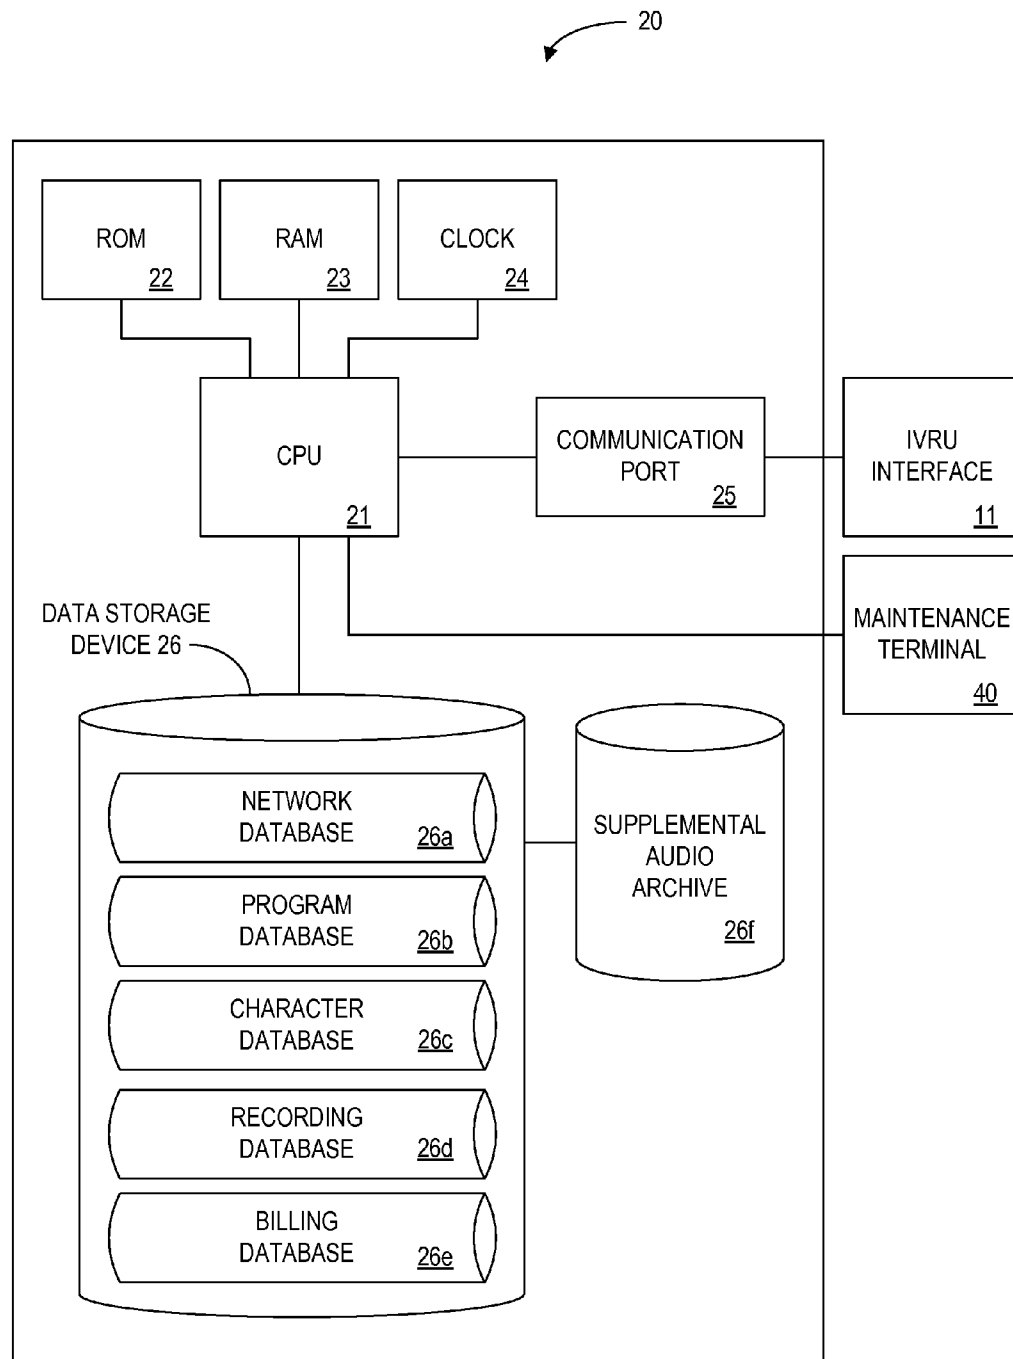 20
ROM
22
RAM
23
CLOCK
24
CPU
21
COMMUNICATION
PORT
25
IVRU
INTERFACE
11
MAINTENANCE
TERMINAL
40
DATA STORAGE
DEVICE 26
NETWORK
DATABASE
26a
PROGRAM
DATABASE
26b
CHARACTER
DATABASE
26c
RECORDING
DATABASE
26d
BILLING
DATABASE
26e
SUPPLEMENTAL
AUDIO
ARCHIVE
26f